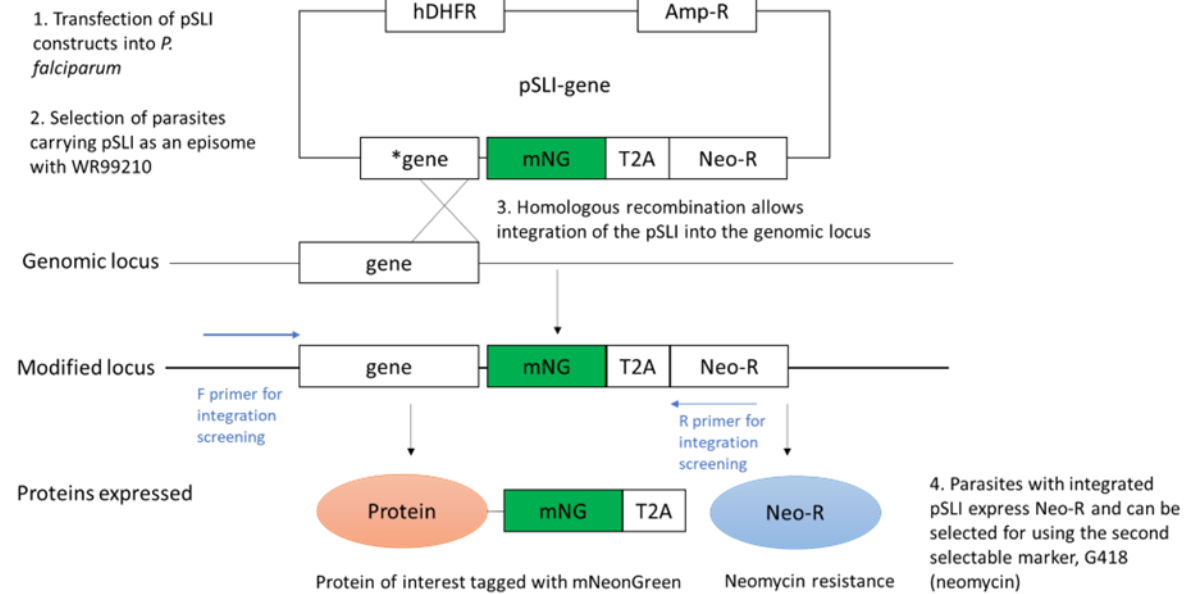 hDHFR
Amp-R
1. Transfection of pSLI
constructs into P.
falciparum
pSLI-gene
2. Selection of parasites
carrying pSLI as an episome
with WR99210
*gene
mNG
T2A
Neo-R
3. Homologous recombination allows
integration of the pSLI into the genomic locus
Genomic locus
gene
Modified locus
gene
mNG
T2A
Neo-R
F primer for
integration
screening
R primer for
integration
screening
Proteins expressed
Protein
mNG
T2A
Neo-R
4. Parasites with integrated
pSLI express Neo-R and can be
selected for using the second
selectable marker, G418
(neomycin)
Protein of interest tagged with mNeonGreen
Neomycin resistance